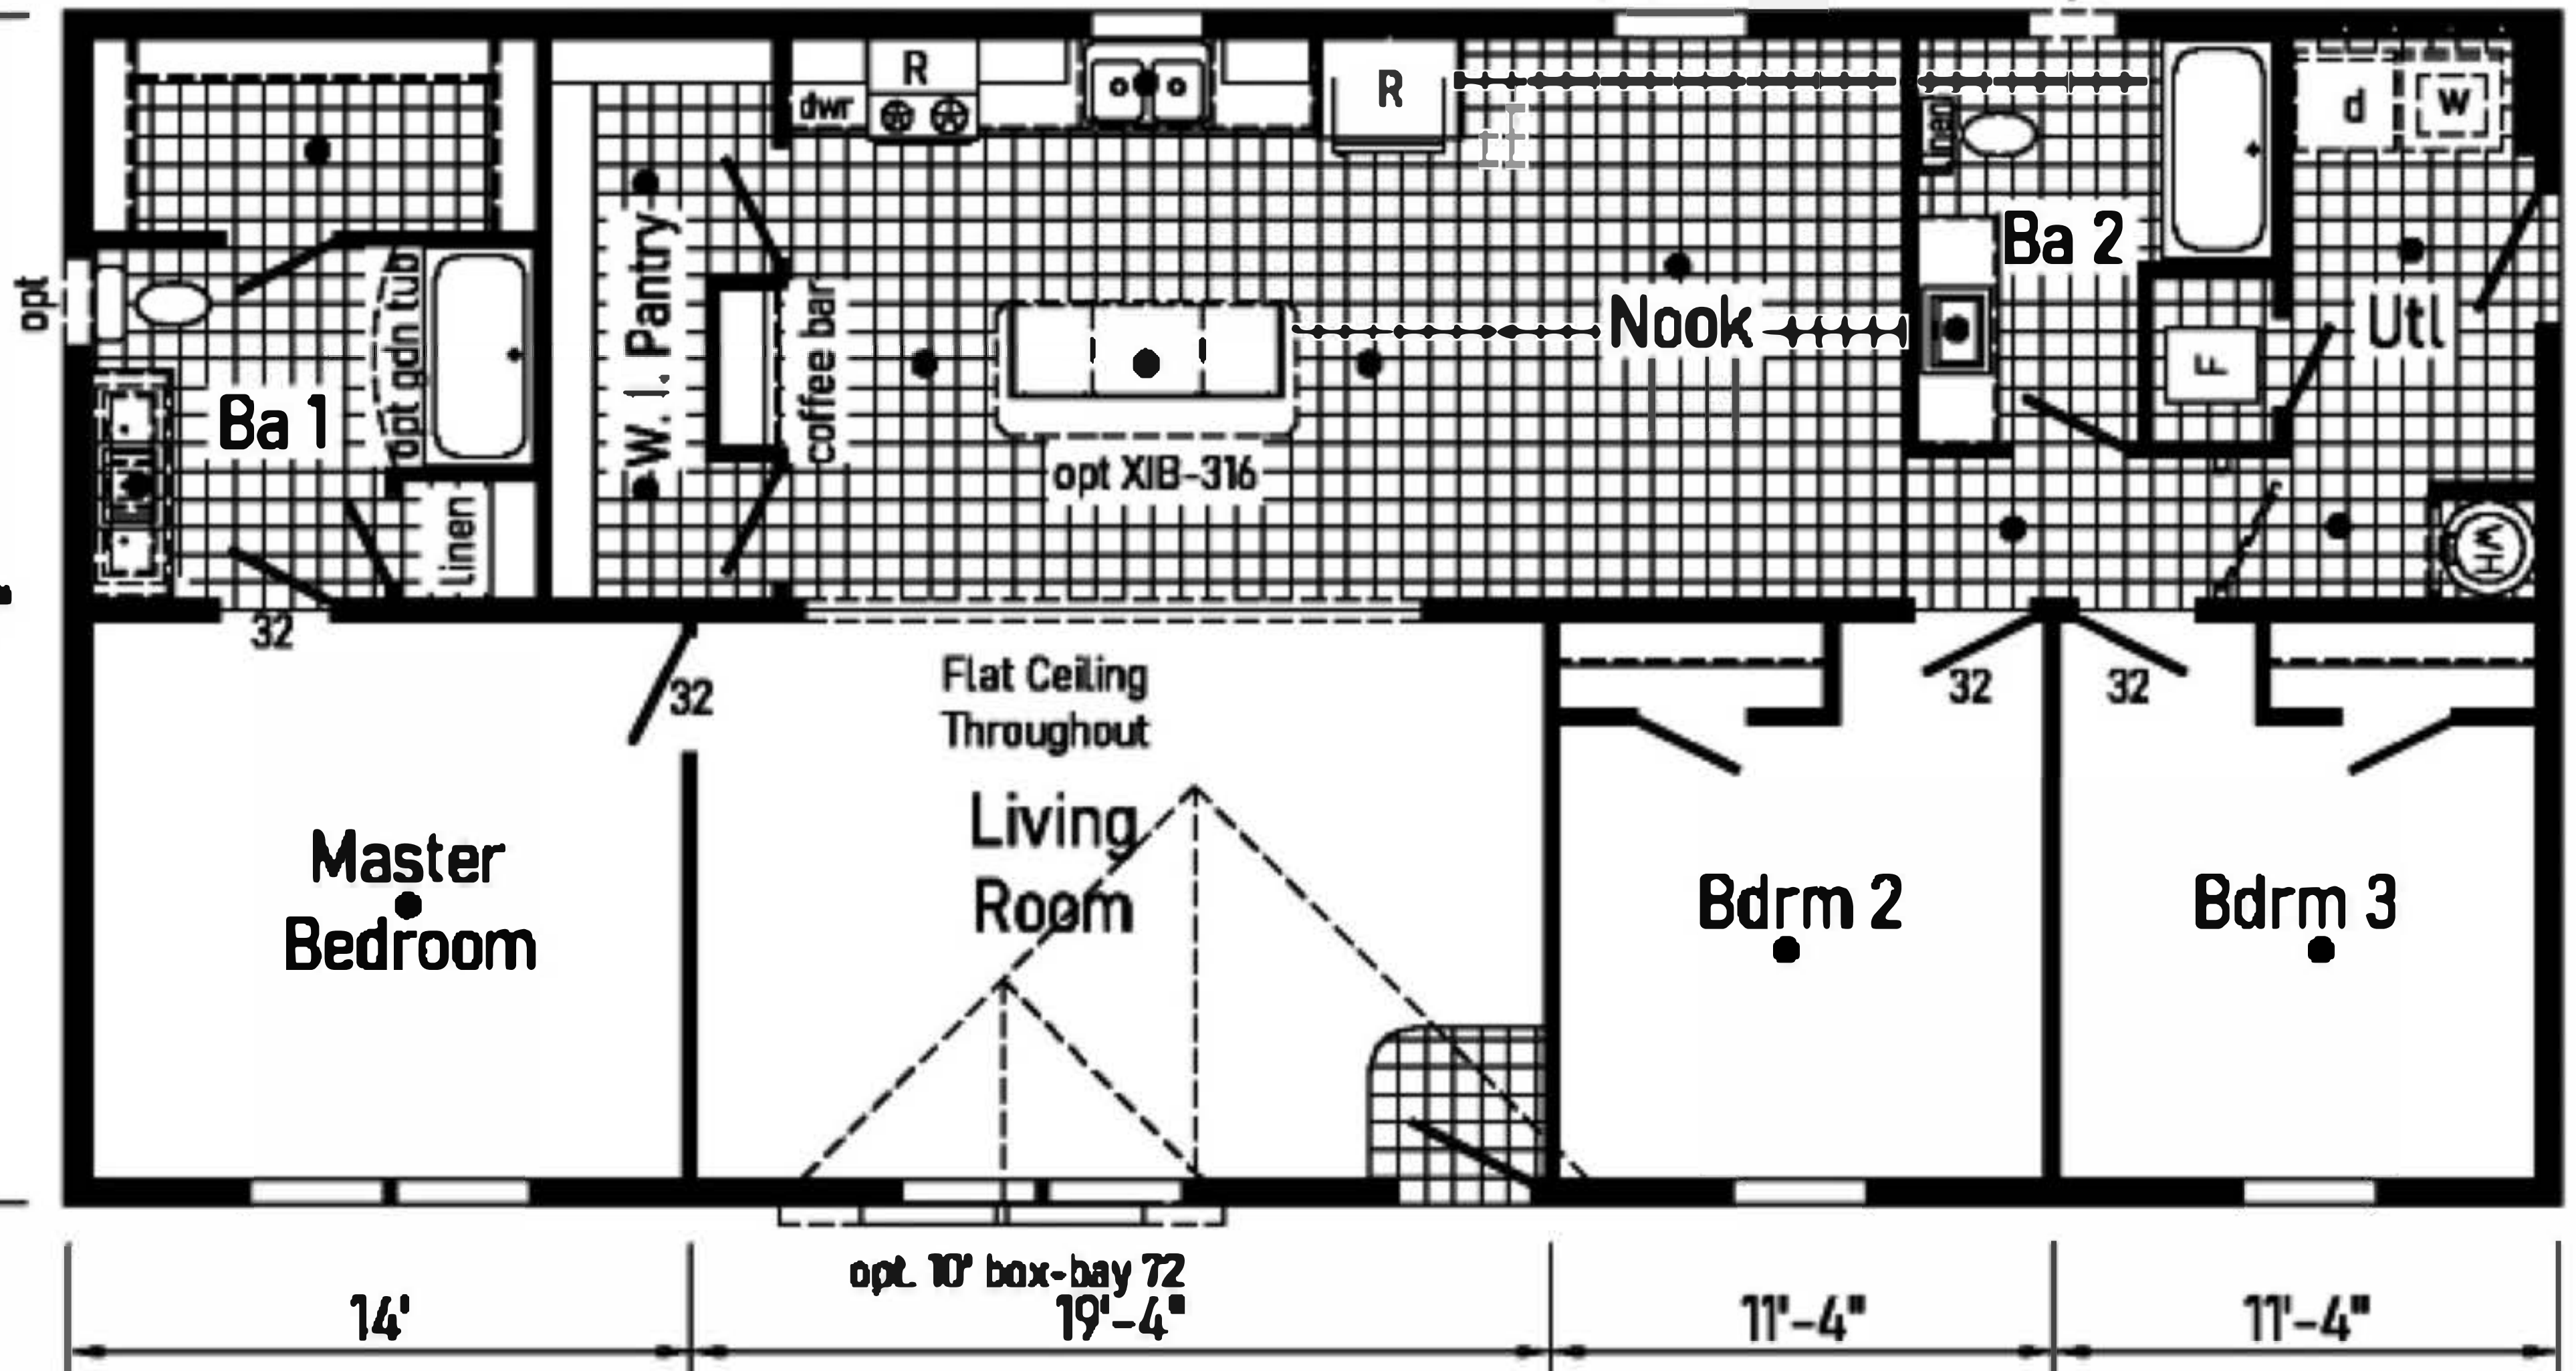 R
dwr
R
Linen
d
w
opt
opt gdn tub
W. I. Pantry
coffee bar
Ba 1
Nook
Ba 2
Utl
F
opt XIB-316
Linen
WH
32
32
32
32
Flat Ceiling
Throughout
Living
Room
Master
Bedroom
Bdrm 2
Bdrm 3
opt. 10' box-bay 72
14'
19'-4"
11'-4"
11'-4"